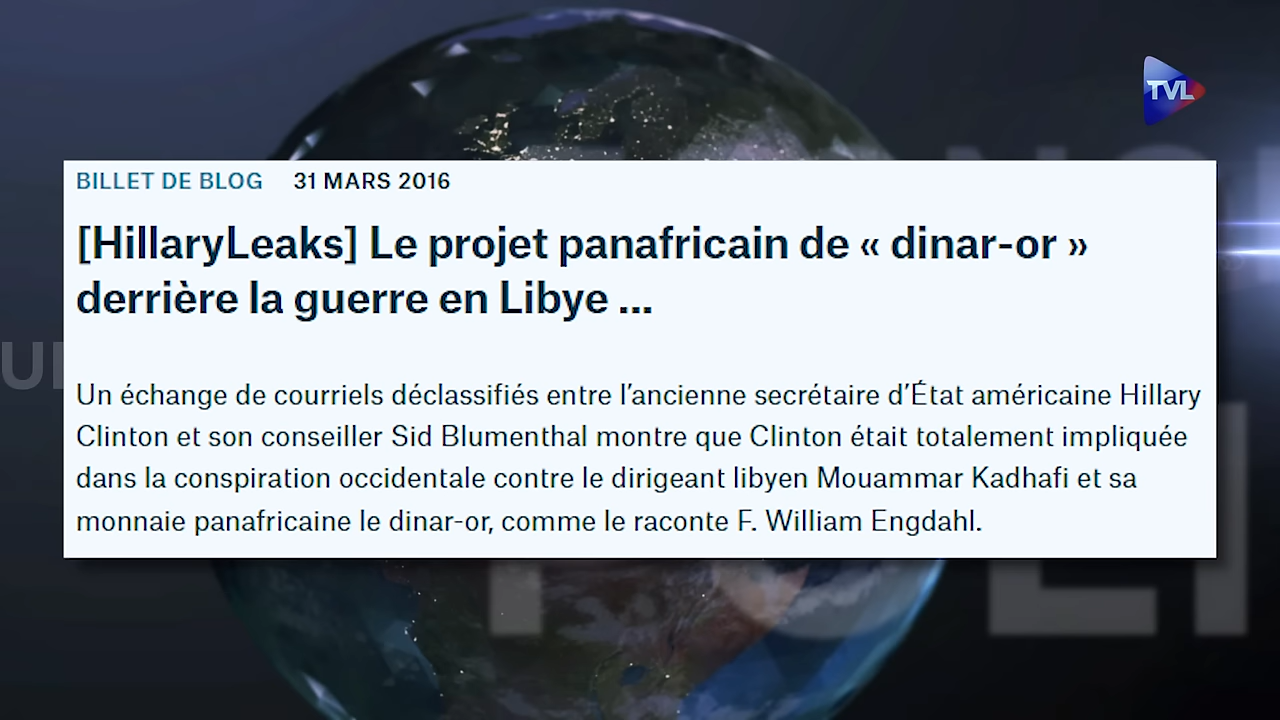 TVL
BILLET DE BLOG 31 MARS 2016
[HillaryLeaks] Le projet panafricain de « dinar-or »
derrière la guerre en Libye ...
Un échange de courriels déclassifiés entre l’ancienne secrétaire d’État américaine Hillary
Clinton et son conseiller Sid Blumenthal montre que Clinton était totalement impliquée
dans la conspiration occidentale contre le dirigeant libyen Mouammar Kadhafi et sa
monnaie panafricaine le dinar-or, comme le raconte F. William Engdahl.